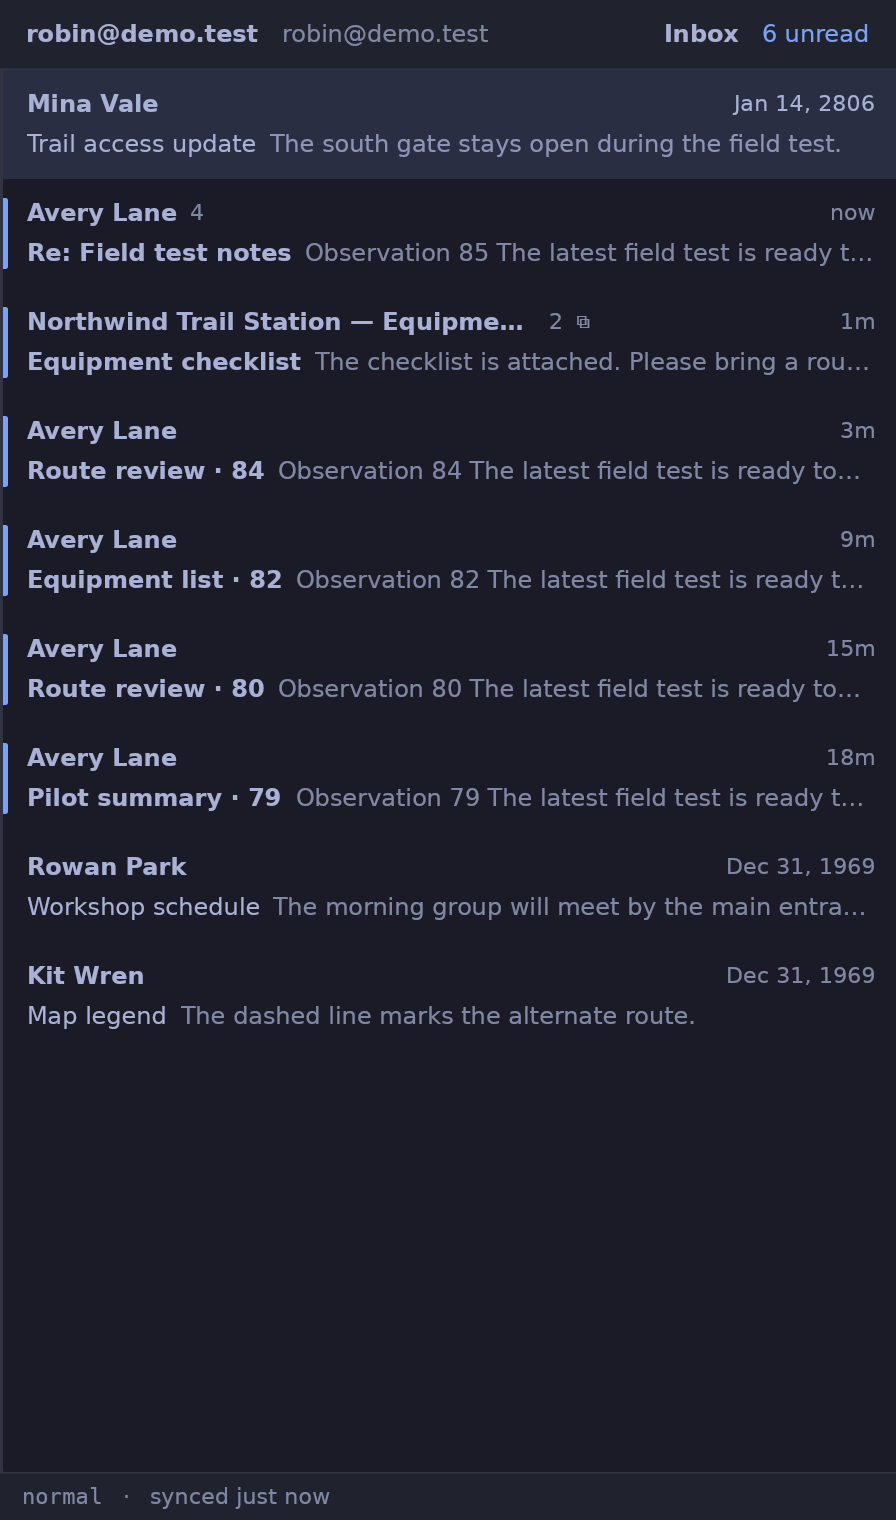 robin@demo.test robin@demo.test Inbox 6 unread
Mina Vale Jan 14, 2806
Trail access update The south gate stays open during the field test.
Avery Lane 4 now
Re: Field test notes Observation 85 The latest field test is ready t…
Northwind Trail Station — Equipme… 2 ⧉ 1m
Equipment checklist The checklist is attached. Please bring a rou…
Avery Lane 3m
Route review · 84 Observation 84 The latest field test is ready to…
Avery Lane 9m
Equipment list · 82 Observation 82 The latest field test is ready t…
Avery Lane 15m
Route review · 80 Observation 80 The latest field test is ready to…
Avery Lane 18m
Pilot summary · 79 Observation 79 The latest field test is ready t…
Rowan Park Dec 31, 1969
Workshop schedule The morning group will meet by the main entra…
Kit Wren Dec 31, 1969
Map legend The dashed line marks the alternate route.
normal · synced just now